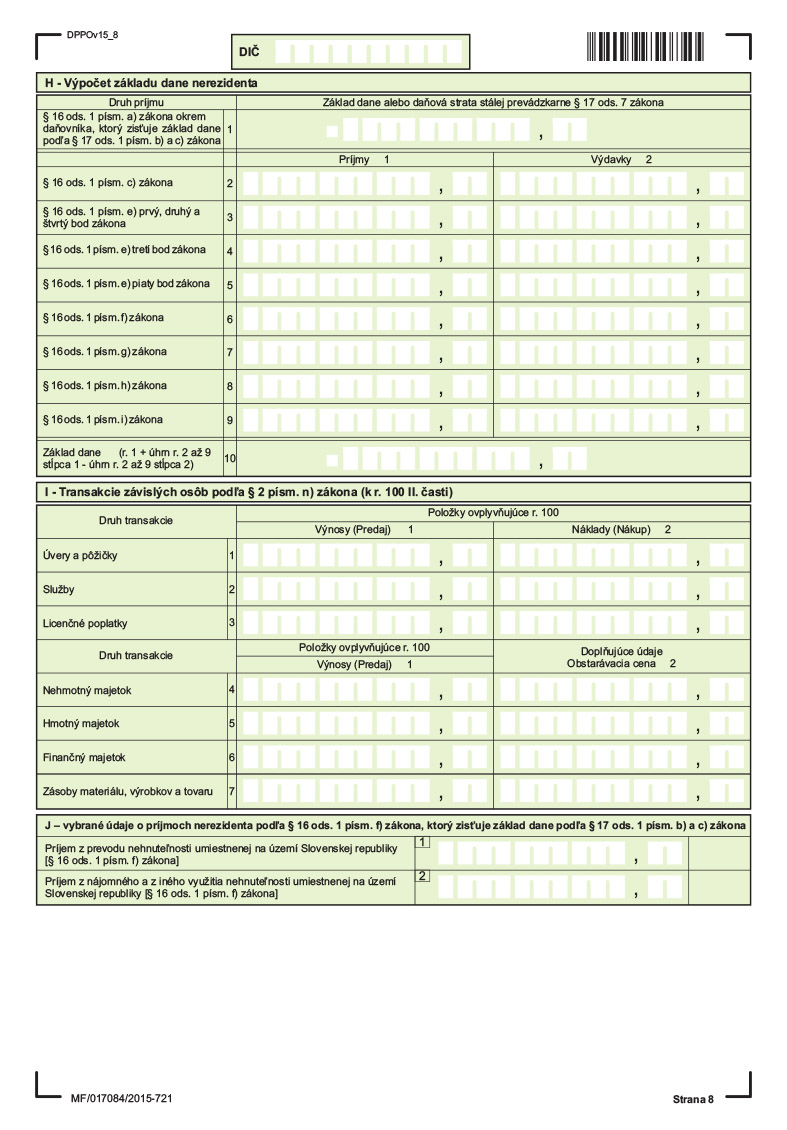 DPPOv15_8
DIČ
H - Výpočet základu dane nerezidenta
Druh príjmu
Základ dane alebo daňová strata stálej prevádzkarne § 17 ods. 7 zákona
§ 16 ods. 1 písm. a) zákona okrem
daňovníka, ktorý zisťuje základ dane
podľa § 17 ods. 1 písm. b) a c) zákona
1
,
Príjmy 1
Výdavky 2
§ 16 ods. 1 písm. c) zákona 2 , ,
§ 16 ods. 1 písm. e) prvý, druhý a
štvrtý bod zákona
3 , ,
§ 16 ods. 1 písm. e) tretí bod zákona 4 , ,
§ 16 ods. 1 písm. e) piaty bod zákona 5 , ,
§ 16 ods. 1 písm. f) zákona 6 , ,
§ 16 ods. 1 písm. g) zákona 7 , ,
§ 16 ods. 1 písm. h) zákona 8 , ,
§ 16 ods. 1 písm. i) zákona 9 , ,
Základ dane (r. 1 + úhrn r. 2 až 9
stĺpca 1 - úhrn r. 2 až 9 stĺpca 2)
10 ,
I - Transakcie závislých osôb podľa § 2 písm. n) zákona (k r. 100 II. časti)
Druh transakcie
Položky ovplyvňujúce r. 100
Výnosy (Predaj) 1
Náklady (Nákup) 2
Úvery a pôžičky 1 , ,
Služby 2 , ,
Licenčné poplatky 3 , ,
Druh transakcie
Položky ovplyvňujúce r. 100
Výnosy (Predaj) 1
Doplňujúce údaje
Obstarávacia cena 2
Nehmotný majetok 4 , ,
Hmotný majetok 5 , ,
Finančný majetok 6 , ,
Zásoby materiálu, výrobkov a tovaru 7 , ,
J – vybrané údaje o príjmoch nerezidenta podľa § 16 ods. 1 písm. f) zákona, ktorý zisťuje základ dane podľa § 17 ods. 1 písm. b) a c) zákona
Príjem z prevodu nehnuteľnosti umiestnenej na území Slovenskej republiky
[§ 16 ods. 1 písm. f) zákona]
1 ,
Príjem z nájomného a z iného využitia nehnuteľnosti umiestnenej na území
Slovenskej republiky [§ 16 ods. 1 písm. f) zákona]
2 ,
MF/017084/2015-721
Strana 8